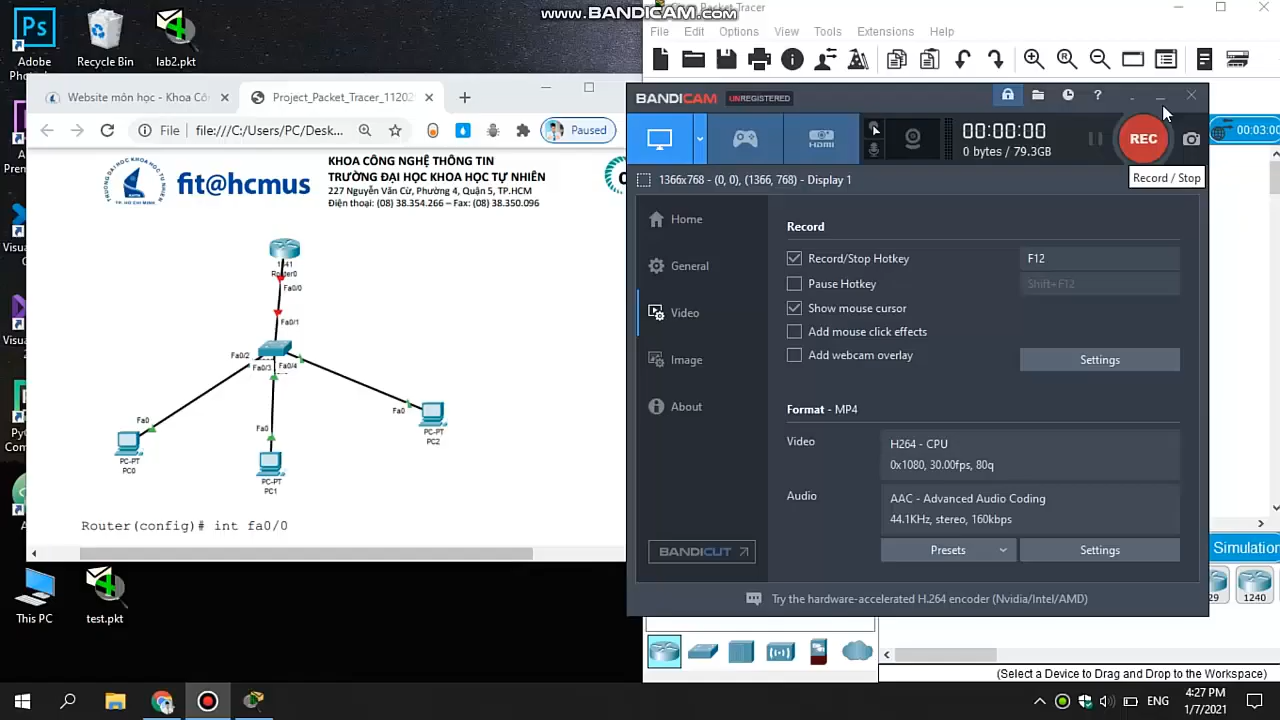 www.BANDICAM.com
Packet Tracer
File Edit Options View Tools Extensions Help
Adobe
Recycle Bin
lab2.pkt
Website môn học - Khoa Cô
Project_Packet_Tracer_11202
File
file:///C:/Users/PC/Desk...
Paused
fit@hcmus
KHOA CÔNG NGHỆ THÔNG TIN
TRƯỜNG ĐẠI HỌC KHOA HỌC TỰ NHIÊN
227 Nguyễn Văn Cừ, Phường 4, Quận 5, TP.HCM
Điện thoại: (08) 38.354.266 – Fax: (08) 38.350.096
Router0
Fa0/0
Fa0/1
Fa0/2
Fa0/3
Fa0/4
Fa0
Fa0
Fa0
PC-PT
PC0
PC-PT
PC1
PC-PT
PC2
Router(config)# int fa0/0
This PC
test.pkt
BANDICAM UNREGISTERED
HDMI
00:00:00
0 bytes / 79.3GB
REC
Record / Stop
1366x768 - (0, 0), (1366, 768) - Display 1
Home
General
Video
Image
About
BANDICUT
Record
Record/Stop Hotkey
F12
Pause Hotkey
Shift+F12
Show mouse cursor
Add mouse click effects
Add webcam overlay
Settings
Format - MP4
Video
H264 - CPU
0x1080, 30.00fps, 80q
Audio
AAC - Advanced Audio Coding
44.1KHz, stereo, 160kbps
Presets
Settings
Try the hardware-accelerated H.264 encoder (Nvidia/Intel/AMD)
00:03:00
Simulation
29
1240
(Select a Device to Drag and Drop to the Workspace)
ENG
4:27 PM
1/7/2021